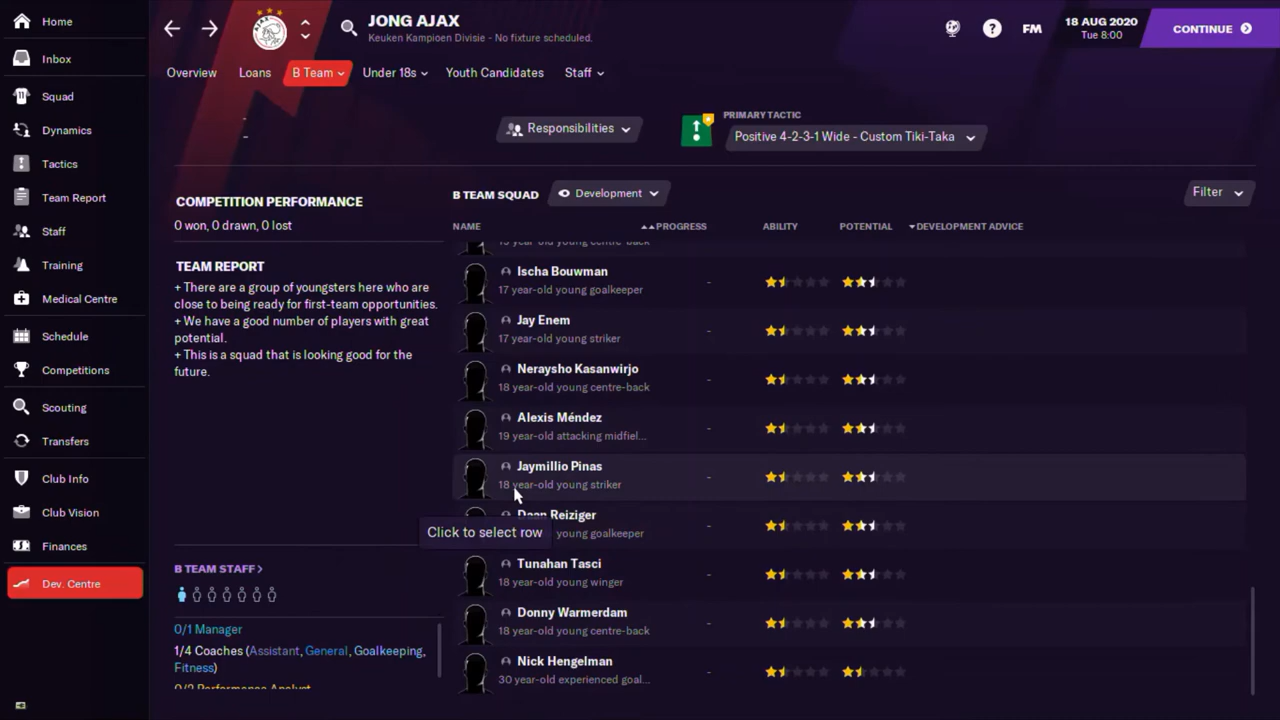 Home
Inbox
Squad
Dynamics
Tactics
Team Report
Staff
Training
Medical Centre
Schedule
Competitions
Scouting
Transfers
Club Info
Club Vision
Finances
Dev. Centre
JONG AJAX
Keuken Kampioen Divisie - No fixture scheduled.
? FM 18 AUG 2020
Tue 8:00
CONTINUE
Overview Loans B Team Under 18s Youth Candidates Staff
-
-
Responsibilities
PRIMARY TACTIC
Positive 4-2-3-1 Wide - Custom Tiki-Taka
COMPETITION PERFORMANCE
0 won, 0 drawn, 0 lost
TEAM REPORT
+ There are a group of youngsters here who are
close to being ready for first-team opportunities.
+ We have a good number of players with great
potential.
+ This is a squad that is looking good for the
future.
B TEAM STAFF >
0/1 Manager
1/4 Coaches (Assistant, General, Goalkeeping,
Fitness)
0/2 Performance Analyst
B TEAM SQUAD Development Filter
NAME PROGRESS ABILITY POTENTIAL DEVELOPMENT ADVICE
year-old young centre-back
Ischa Bouwman
17 year-old young goalkeeper -
Jay Enem
17 year-old young striker -
Neraysho Kasanwirjo
18 year-old young centre-back -
Alexis Méndez
19 year-old attacking midfiel... -
Jaymillio Pinas
18 year-old young striker -
Daan Reiziger
young goalkeeper -
Click to select row
Tunahan Tasci
18 year-old young winger -
Donny Warmerdam
18 year-old young centre-back -
Nick Hengelman
30 year-old experienced goal... -